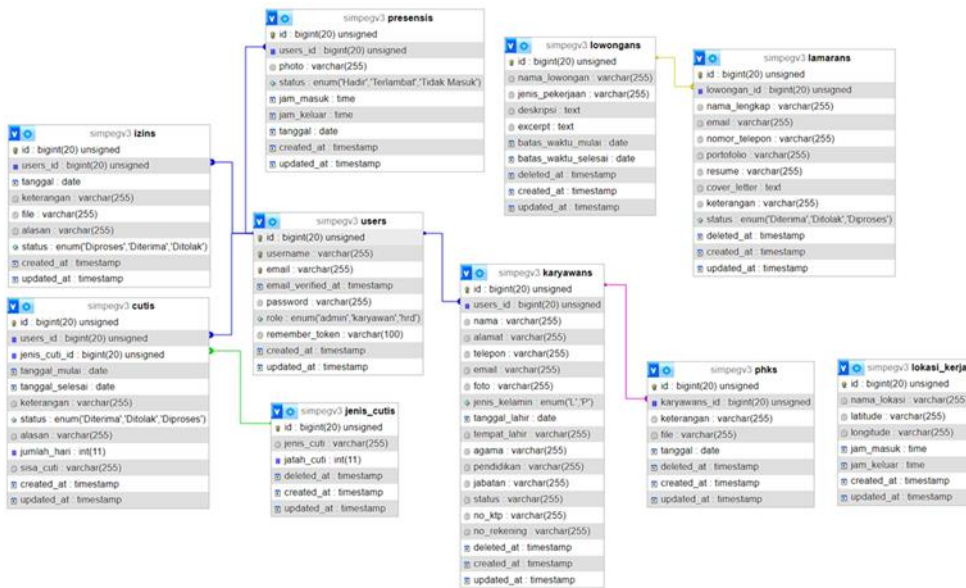 simpegv3 presensis
id : bigint(20) unsigned
users_id : bigint(20) unsigned
photo : varchar(255)
status : enum('Hadir','Terlambat','Tidak Masuk')
jam_masuk : time
jam_keluar : time
tanggal : date
created_at : timestamp
updated_at : timestamp
simpegv3 lowongans
id : bigint(20) unsigned
nama_lowongan : varchar(255)
jenis_pekerjaan : varchar(255)
deskripsi : text
excerpt : text
batas_waktu_mulai : date
batas_waktu_selesai : date
deleted_at : timestamp
created_at : timestamp
updated_at : timestamp
simpegv3 lamarans
id : bigint(20) unsigned
lowongan_id : bigint(20) unsigned
nama_lengkap : varchar(255)
email : varchar(255)
nomor_telepon : varchar(255)
portofolio : varchar(255)
resume : varchar(255)
cover_letter : text
keterangan : varchar(255)
status : enum('Diterima','Ditolak','Diproses')
deleted_at : timestamp
created_at : timestamp
updated_at : timestamp
simpegv3 izins
id : bigint(20) unsigned
users_id : bigint(20) unsigned
tanggal : date
keterangan : varchar(255)
file : varchar(255)
alasan : varchar(255)
status : enum('Diproses','Diterima','Ditolak')
created_at : timestamp
updated_at : timestamp
simpegv3 users
id : bigint(20) unsigned
username : varchar(255)
email : varchar(255)
email_verified_at : timestamp
password : varchar(255)
role : enum('admin','karyawan','hrd')
remember_token : varchar(100)
created_at : timestamp
updated_at : timestamp
simpegv3 cutis
id : bigint(20) unsigned
users_id : bigint(20) unsigned
jenis_cuti_id : bigint(20) unsigned
tanggal_mulai : date
tanggal_selesai : date
keterangan : varchar(255)
status : enum('Diterima','Ditolak','Diproses')
alasan : varchar(255)
jumlah_hari : int(11)
sisa_cuti : varchar(255)
created_at : timestamp
updated_at : timestamp
simpegv3 jenis_cutis
id : bigint(20) unsigned
jenis_cuti : varchar(255)
jatah_cuti : int(11)
deleted_at : timestamp
created_at : timestamp
updated_at : timestamp
simpegv3 karyawans
id : bigint(20) unsigned
users_id : bigint(20) unsigned
nama : varchar(255)
alamat : varchar(255)
telepon : varchar(255)
email : varchar(255)
foto : varchar(255)
jenis_kelamin : enum('L','P')
tanggal_lahir : date
tempat_lahir : varchar(255)
agama : varchar(255)
pendidikan : varchar(255)
jabatan : varchar(255)
status : varchar(255)
no_ktp : varchar(255)
no_rekening : varchar(255)
deleted_at : timestamp
created_at : timestamp
updated_at : timestamp
simpegv3 phks
id : bigint(20) unsigned
karyawans_id : bigint(20) unsigned
keterangan : varchar(255)
file : varchar(255)
tanggal : date
deleted_at : timestamp
created_at : timestamp
updated_at : timestamp
simpegv3 lokasi_kerja
id : bigint(20) unsigned
nama_lokasi : varchar(255)
latitude : varchar(255)
longitude : varchar(255)
jam_masuk : time
jam_keluar : time
created_at : timestamp
updated_at : timestamp